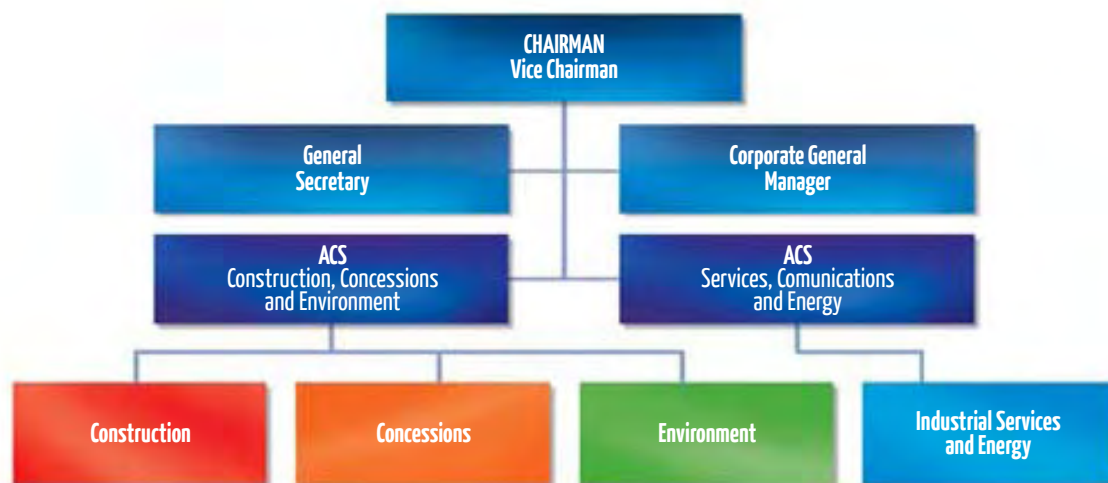 CHAIRMAN
Vice Chairman
General
Secretary
Corporate General
Manager
ACS
Construction, Concessions
and Environment
ACS
Services, Comunications
and Energy
Construction
Concessions
Environment
Industrial Services
and Energy